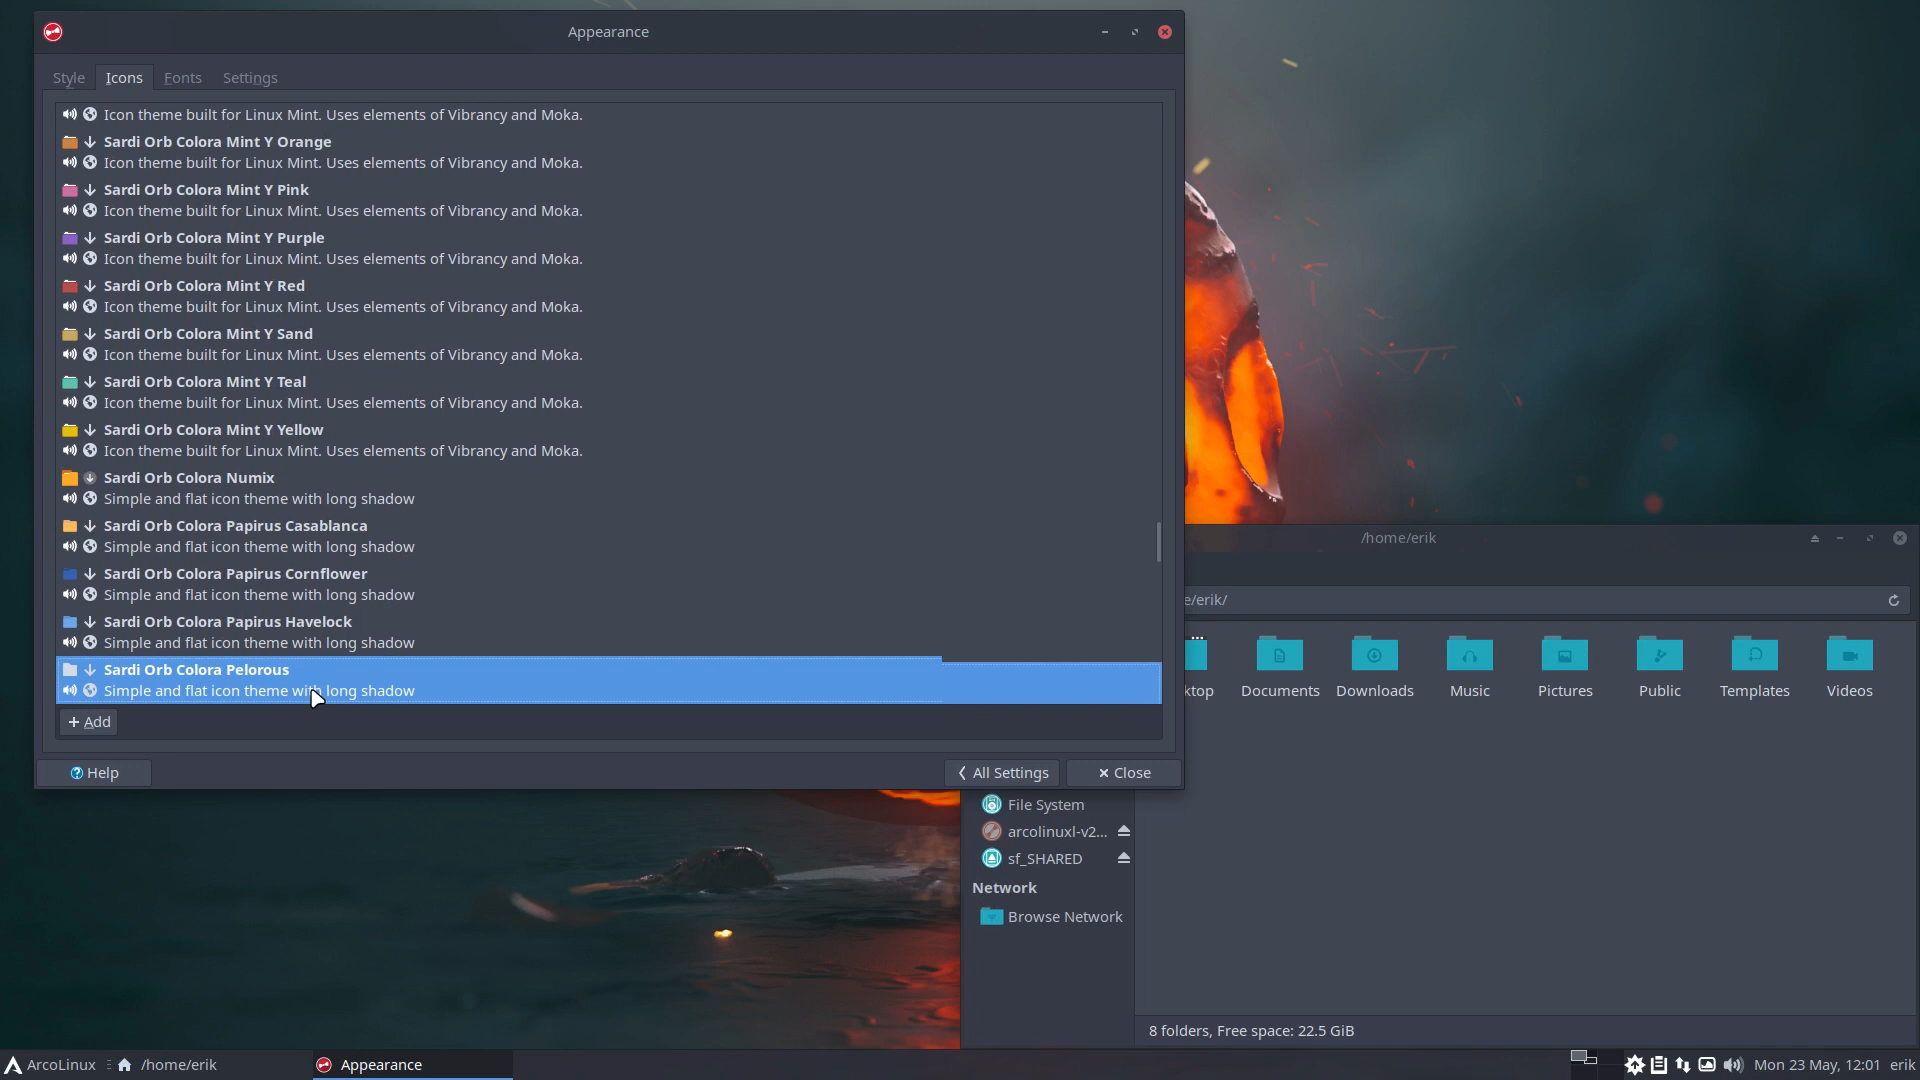 Appearance
Style Icons Fonts Settings
Icon theme built for Linux Mint. Uses elements of Vibrancy and Moka.
Sardi Orb Colora Mint Y Orange
Icon theme built for Linux Mint. Uses elements of Vibrancy and Moka.
Sardi Orb Colora Mint Y Pink
Icon theme built for Linux Mint. Uses elements of Vibrancy and Moka.
Sardi Orb Colora Mint Y Purple
Icon theme built for Linux Mint. Uses elements of Vibrancy and Moka.
Sardi Orb Colora Mint Y Red
Icon theme built for Linux Mint. Uses elements of Vibrancy and Moka.
Sardi Orb Colora Mint Y Sand
Icon theme built for Linux Mint. Uses elements of Vibrancy and Moka.
Sardi Orb Colora Mint Y Teal
Icon theme built for Linux Mint. Uses elements of Vibrancy and Moka.
Sardi Orb Colora Mint Y Yellow
Icon theme built for Linux Mint. Uses elements of Vibrancy and Moka.
Sardi Orb Colora Numix
Simple and flat icon theme with long shadow
Sardi Orb Colora Papirus Casablanca
Simple and flat icon theme with long shadow
Sardi Orb Colora Papirus Cornflower
Simple and flat icon theme with long shadow
Sardi Orb Colora Papirus Havelock
Simple and flat icon theme with long shadow
Sardi Orb Colora Pelorous
Simple and flat icon theme with long shadow
+ Add
Help
All Settings
Close
/home/erik
e/erik/
ktop Documents Downloads Music Pictures Public Templates Videos
File System
arcolinuxl-v2...
sf_SHARED
Network
Browse Network
8 folders, Free space: 22.5 GiB
ArcoLinux /home/erik Appearance Mon 23 May, 12:01 erik